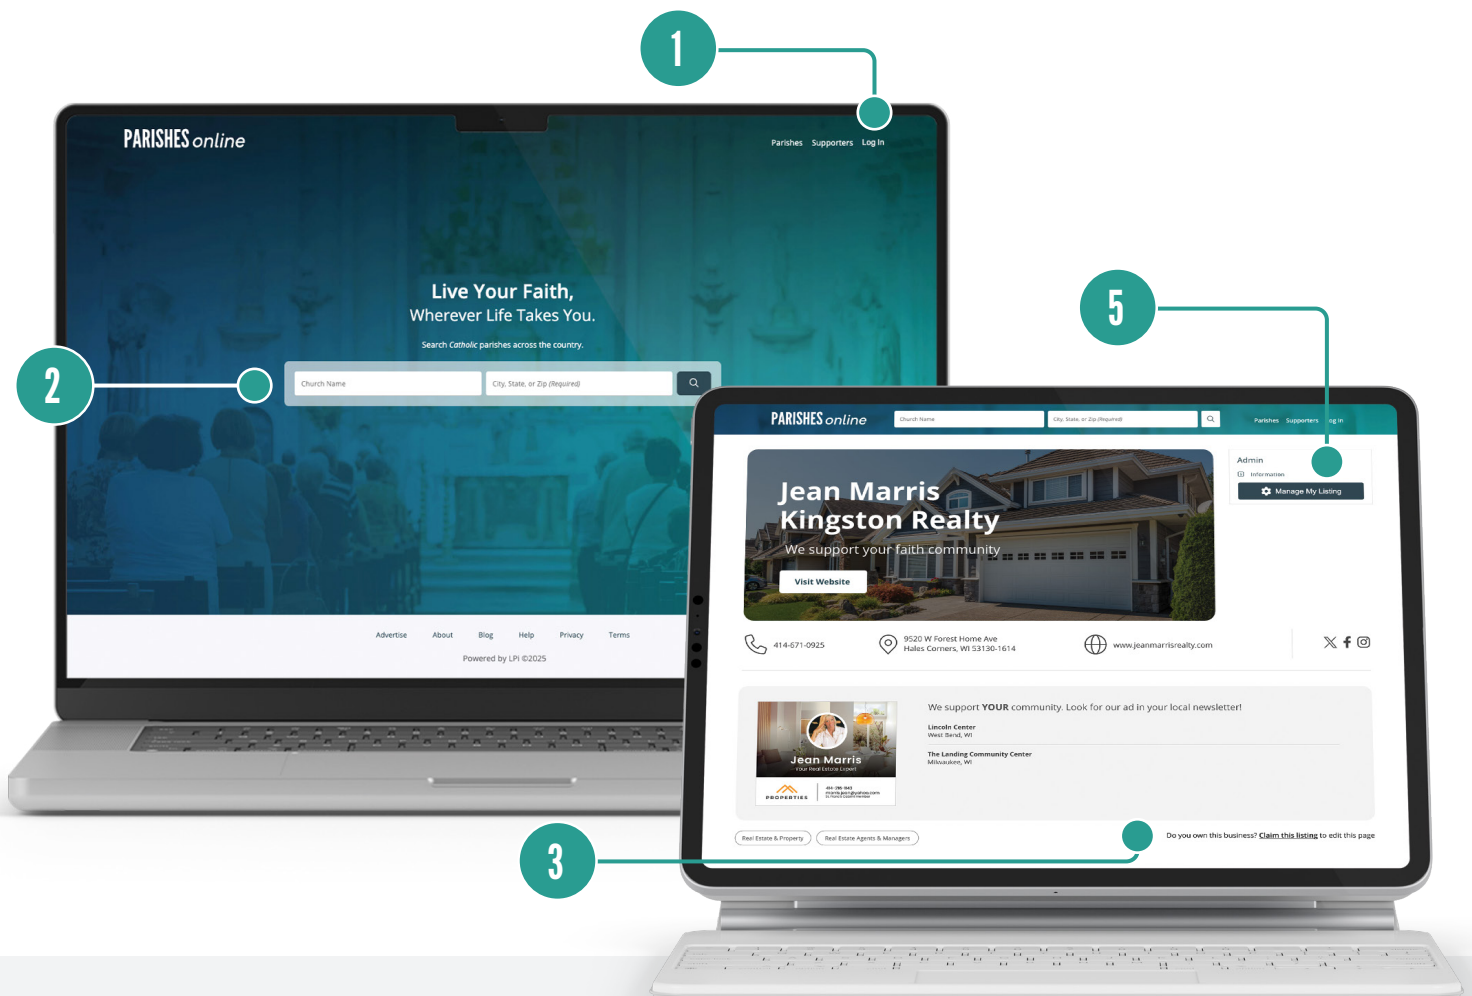 1
PARISHES online
Parishes Supporters Log In
Live Your Faith,
Wherever Life Takes You.
Search Catholic parishes across the country.
2
Church Name
City, State, or Zip (Required)
Advertise About Blog Help Privacy Terms
Powered by LPi ©2025
5
PARISHES online
Church Name
City, State, or Zip (Required)
Parishes Supporters og In
Admin
Information
Manage My Listing
Jean Marris
Kingston Realty
We support your faith community
Visit Website
414-671-0925
9520 W Forest Home Ave
Hales Corners, WI 53130-1614
www.jeanmarrisrealty.com
We support YOUR community. Look for our ad in your local newsletter!
Lincoln Center
West Bend, WI
The Landing Community Center
Milwaukee, WI
Jean Marris
Your Real Estate Expert
PROPERTIES
3
Real Estate & Property
Real Estate Agents & Managers
Do you own this business? Claim this listing to edit this page